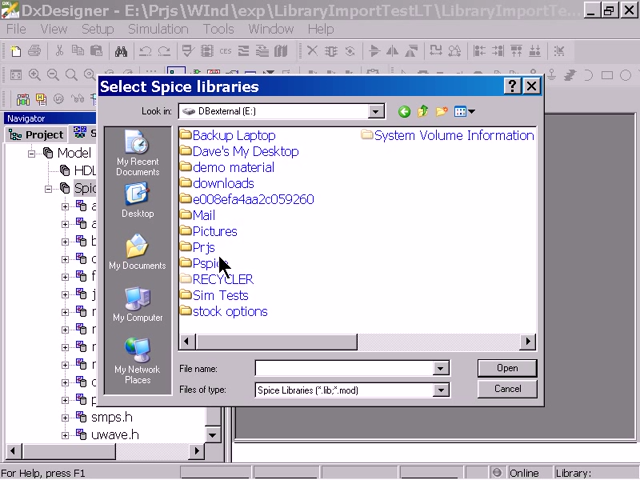 DxDesigner - E:\Prjs\WInd\exp\LibraryImportTestLT\LibraryImportTe...
File View Setup Simulation Tools Window Help
Navigator
Project
Model
HDL
Spic
smps.h
uwave.h
Select Spice libraries
Look in: DBexternal (E:)
My Recent
Documents
Desktop
My Documents
My Computer
My Network
Places
Backup Laptop
Dave's My Desktop
demo material
downloads
e008efa4aa2c059260
Mail
Pictures
Prjs
Pspice
RECYCLER
Sim Tests
stock options
System Volume Information
File name:
Open
Files of type: Spice Libraries (*.lib;*.mod)
Cancel
For Help, press F1
Online
Library: